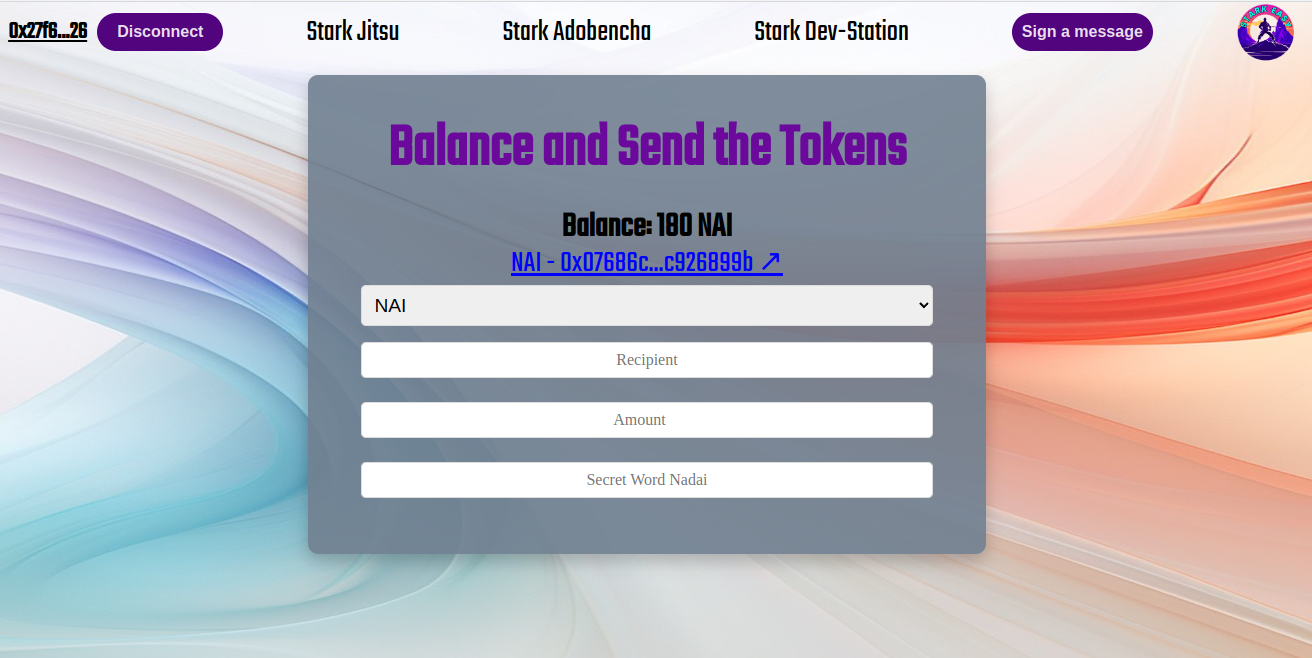 0x27f6...26 Disconnect Stark Jitsu Stark Adobencha Stark Dev-Station Sign a message STARK EASY
Balance and Send the Tokens
Balance: 180 NAI
NAI - 0x07686c...c926899b ↗
NAI
Recipient
Amount
Secret Word Nadai